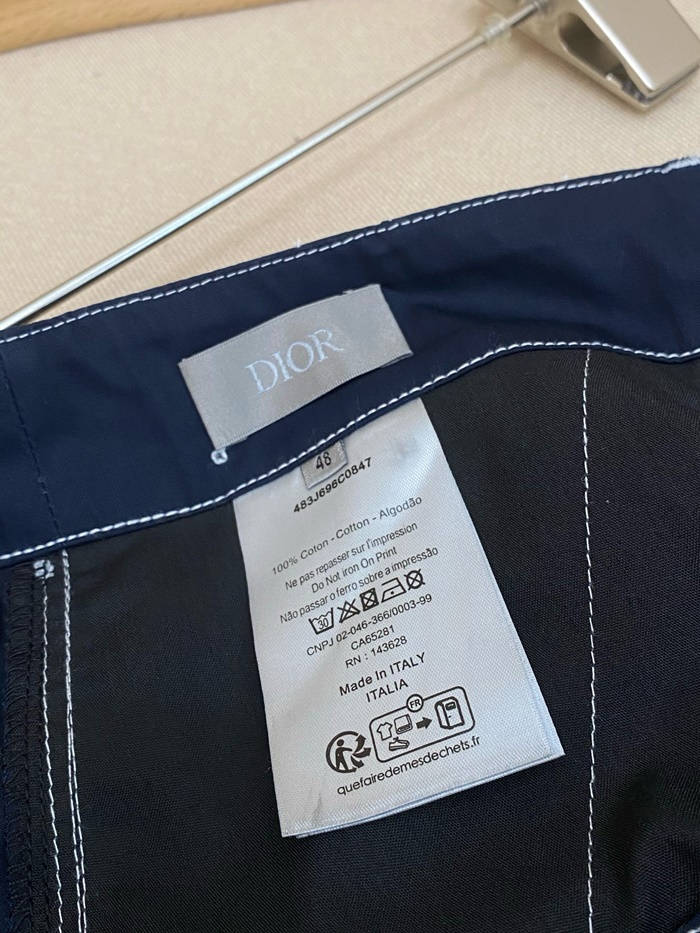 DIOR
48
483J696C0847
100% Coton - Cotton - Algodão
Ne pas repasser sur l'impression
Do Not Iron On Print
Não passar o ferro sobre a impressão
30
CNPJ 02-046-366/0003-99
CA65281
RN : 143628
Made in ITALY
ITALIA
FR
quefairedemesdechets.fr